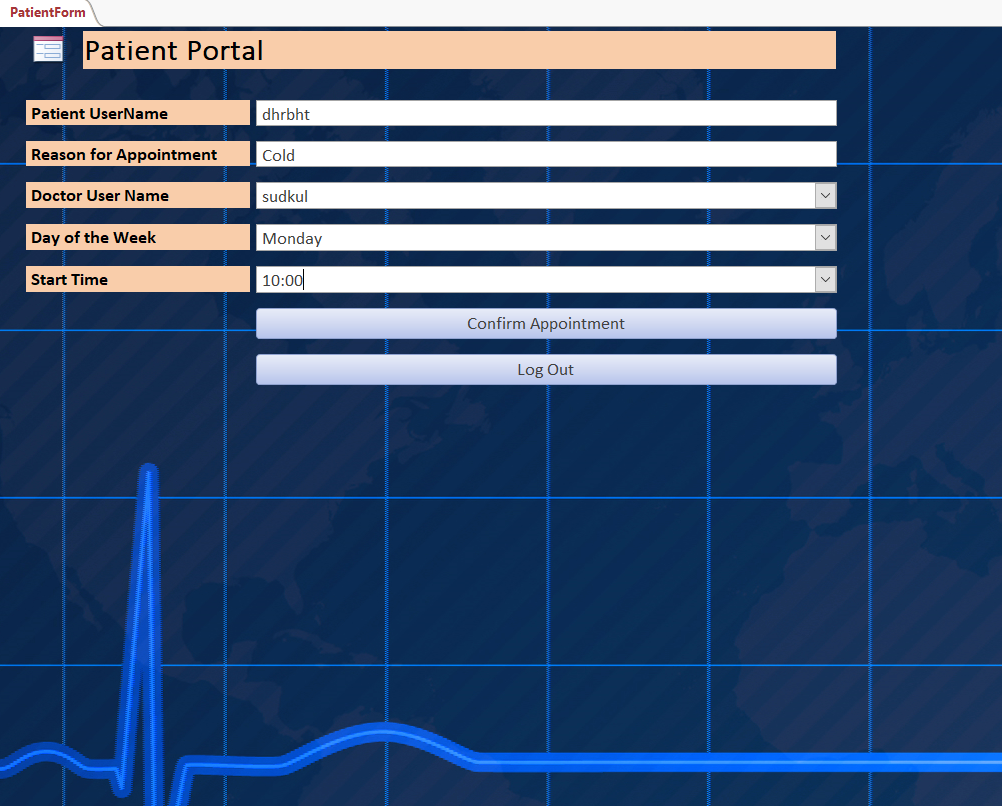 PatientForm
Patient Portal
Patient UserName dhrbht
Reason for Appointment Cold
Doctor User Name sudkul
Day of the Week Monday
Start Time 10:00
Confirm Appointment
Log Out